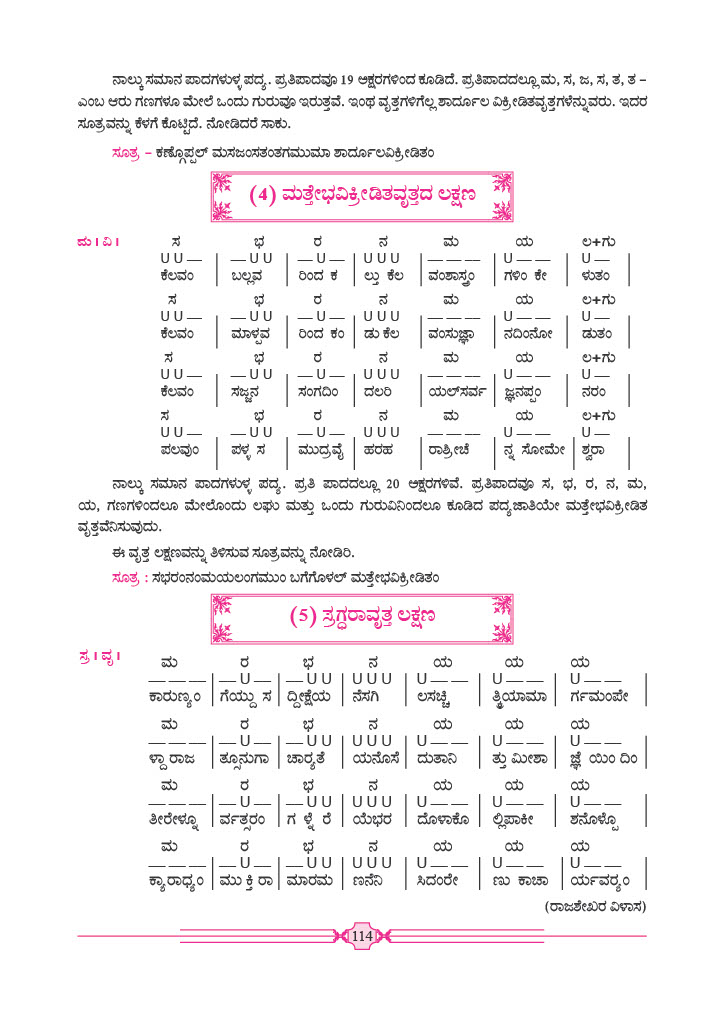 ನಾಲ್ಕು ಸಮಾನ ಪಾದಗಳುಳ್ಳ ಪದ್ಯ. ಪ್ರತಿಪಾದವೂ 19 ಅಕ್ಷರಗಳಿಂದ ಕೂಡಿದೆ. ಪ್ರತಿಪಾದದಲ್ಲೂ ಮ, ಸ, ಜ, ಸ, ತ, ತ –
ಎಂಬ ಆರು ಗಣಗಳೂ ಮೇಲೆ ಒಂದು ಗುರುವೂ ಇರುತ್ತವೆ. ಇಂಥ ವೃತ್ತಗಳಿಗೆಲ್ಲ ಶಾರ್ದೂಲ ವಿಕ್ರೀಡಿತವೃತ್ತಗಳೆನ್ನುವರು. ಇದರ
ಸೂತ್ರವನ್ನು ಕೆಳಗೆ ಕೊಟ್ಟಿದೆ. ನೋಡಿದರೆ ಸಾಕು.
ಸೂತ್ರ – ಕಣ್ಗೊಪ್ಪಲ್ ಮಸಜಂಸತಂತಗಮುಮಾ ಶಾರ್ದೂಲವಿಕ್ರೀಡಿತಂ
(4) ಮತ್ತೇಭವಿಕ್ರೀಡಿತವೃತ್ತದ ಲಕ್ಷಣ
ಮ । ವಿ । ಸ ಭ ರ ನ ಮ ಯ ಲ+ಗು
U U — | — U U | — U — | U U U | — — — | U — — | U — |
ಕೆಲವಂ | ಬಲ್ಲವ | ರಿಂದ ಕ | ಲ್ತು ಕೆಲ | ವಂಶಾಸ್ತ್ರಂ | ಗಳಿಂ ಕೇ | ಳುತಂ |
ಸ ಭ ರ ನ ಮ ಯ ಲ+ಗು
U U — | — U U | — U — | U U U | — — — | U — — | U — |
ಕೆಲವಂ | ಮಾಳ್ಪವ | ರಿಂದ ಕಂ | ಡು ಕೆಲ | ವಂಸುಜ್ಞಾ | ನದಿಂನೋ | ಡುತಂ |
ಸ ಭ ರ ನ ಮ ಯ ಲ+ಗು
U U — | — U U | — U — | U U U | — — — | U — — | U — |
ಕೆಲವಂ | ಸಜ್ಜನ | ಸಂಗದಿಂ | ದಲರಿ | ಯಲ್‌ಸರ್ವ | ಜ್ಞನಪ್ಪಂ | ನರಂ |
ಸ ಭ ರ ನ ಮ ಯ ಲ+ಗು
U U — | — U U | — U — | U U U | — — — | U — — | U — |
ಪಲವುಂ | ಪಳ್ಳ ಸ | ಮುದ್ರವೈ | ಹರಹ | ರಾಶ್ರೀಚೆ | ನ್ನ ಸೋಮೇ | ಶ್ವರಾ |
ನಾಲ್ಕು ಸಮಾನ ಪಾದಗಳುಳ್ಳ ಪದ್ಯ. ಪ್ರತಿ ಪಾದದಲ್ಲೂ 20 ಅಕ್ಷರಗಳಿವೆ. ಪ್ರತಿಪಾದವೂ ಸ, ಭ, ರ, ನ, ಮ,
ಯ, ಗಣಗಳಿಂದಲೂ ಮೇಲೊಂದು ಲಘು ಮತ್ತು ಒಂದು ಗುರುವಿನಿಂದಲೂ ಕೂಡಿದ ಪದ್ಯಜಾತಿಯೇ ಮತ್ತೇಭವಿಕ್ರೀಡಿತ
ವೃತ್ತವೆನಿಸುವುದು.
ಈ ವೃತ್ತ ಲಕ್ಷಣವನ್ನು ತಿಳಿಸುವ ಸೂತ್ರವನ್ನು ನೋಡಿರಿ.
ಸೂತ್ರ : ಸಭರಂನಂಮಯಲಂಗಮುಂ ಬಗೆಗೊಳಲ್ ಮತ್ತೇಭವಿಕ್ರೀಡಿತಂ
(5) ಸ್ರಗ್ಧರಾವೃತ್ತ ಲಕ್ಷಣ
ಸ್ರ । ವೃ । ಮ ರ ಭ ನ ಯ ಯ ಯ
— — — | — U — | — U U | U U U | U — — | U — — | U — — |
ಕಾರುಣ್ಯಂ | ಗೆಯ್ದು ಸ | ದ್ದೀಕ್ಷೆಯ | ನೆಸಗಿ | ಲಸಚ್ಚಿ | ತ್ಕ್ರಿಯಾಮಾ | ರ್ಗಮಂಪೇ |
ಮ ರ ಭ ನ ಯ ಯ ಯ
— — — | — U — | — U U | U U U | U — — | U — — | U — — |
ಳ್ದಾ ರಾಜ | ತ್ಸೂನುಗಾ | ಚಾರ್‍ಯತೆ | ಯನೊಸೆ | ದುತಾನಿ | ತ್ತು ಮೀಶಾ | ಜ್ಞೆ ಯಿಂ ದಿಂ |
ಮ ರ ಭ ನ ಯ ಯ ಯ
— — — | — U — | — U U | U U U | U — — | U — — | U — — |
ತೀರೇಳ್ನೂ | ರ್ವತ್ಸರಂ | ಗ ಳ್ನೆ ರೆ | ಯೆಭರ | ದೊಳಾಕೊ | ಲ್ಲಿಪಾಕೀ | ಶನೊಳ್ಪೊ |
ಮ ರ ಭ ನ ಯ ಯ ಯ
— — — | — U — | — U U | U U U | U — — | U — — | U — — |
ಕ್ಕಾರಾಧ್ಯಂ | ಮು ಕ್ತಿ ರಾ | ಮಾರಮ | ಣನೆನಿ | ಸಿದಂರೇ | ಣು ಕಾಚಾ | ರ್ಯವರ್‍ಯಂ |
(ರಾಜಶೇಖರ ವಿಳಾಸ)
114